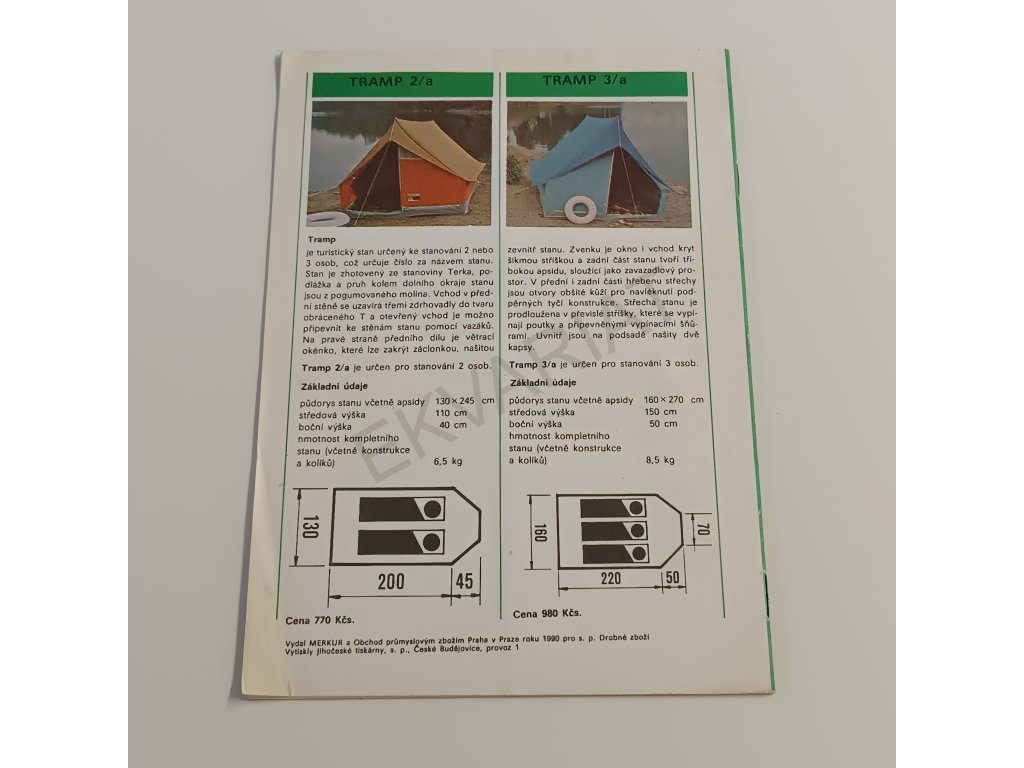 TRAMP 2/a
Tramp
je turistický stan určený ke stanování 2 nebo
3 osob, což určuje číslo za názvem stanu.
Stan je zhotovený ze stanoviny Terka, po-
dlážka a pruh kolem dolního okraje stanu
jsou z pogumovaného molina. Vchod v před-
ní stěně se uzavírá třemi zdrhovadly do tvaru
obráceného T a otevřený vchod je možno
připevnit ke stěnám stanu pomocí vazáků.
Na pravé straně předního dílu je větrací
okénko, které lze zakrýt záclonkou, našitou
Tramp 2/a je určen pro stanování 2 osob.
Základní údaje
půdorys stanu včetně apsidy 130×245 cm
středová výška 110 cm
boční výška 40 cm
hmotnost kompletního
stanu (včetně konstrukce
a kolíků) 6,5 kg
130
200
45
Cena 770 Kčs.
TRAMP 3/a
zevnitř stanu. Zvenku je okno i vchod kryt
šikmou stříškou a zadní část stanu tvoří tří-
bokou apsidu, sloužící jako zavazadlový pro-
stor. V přední i zadní části hřebenu střechy
jsou otvory obšité kůží pro navléknutí pod-
pěrných tyčí konstrukce. Střecha stanu je
prodloužena v převislé stříšky, které se vypí-
nají poutky a připevněnými vypínacími šňů-
rami. Uvnitř jsou na podsadě našity dvě
kapsy.
Tramp 3/a je určen pro stanování 3 osob.
Základní údaje
půdorys stanu včetně apsidy 160×270 cm
středová výška 150 cm
boční výška 50 cm
hmotnost kompletního
stanu (včetně konstrukce
a kolíků) 8,5 kg
160
70
220
50
Cena 980 Kčs.
Vydal MERKUR a Obchod průmyslovým zbožím Praha v Praze roku 1990 pro s. p. Drobné zboží
Vytiskly Jihočeské tiskárny, s. p., České Budějovice, provoz 1